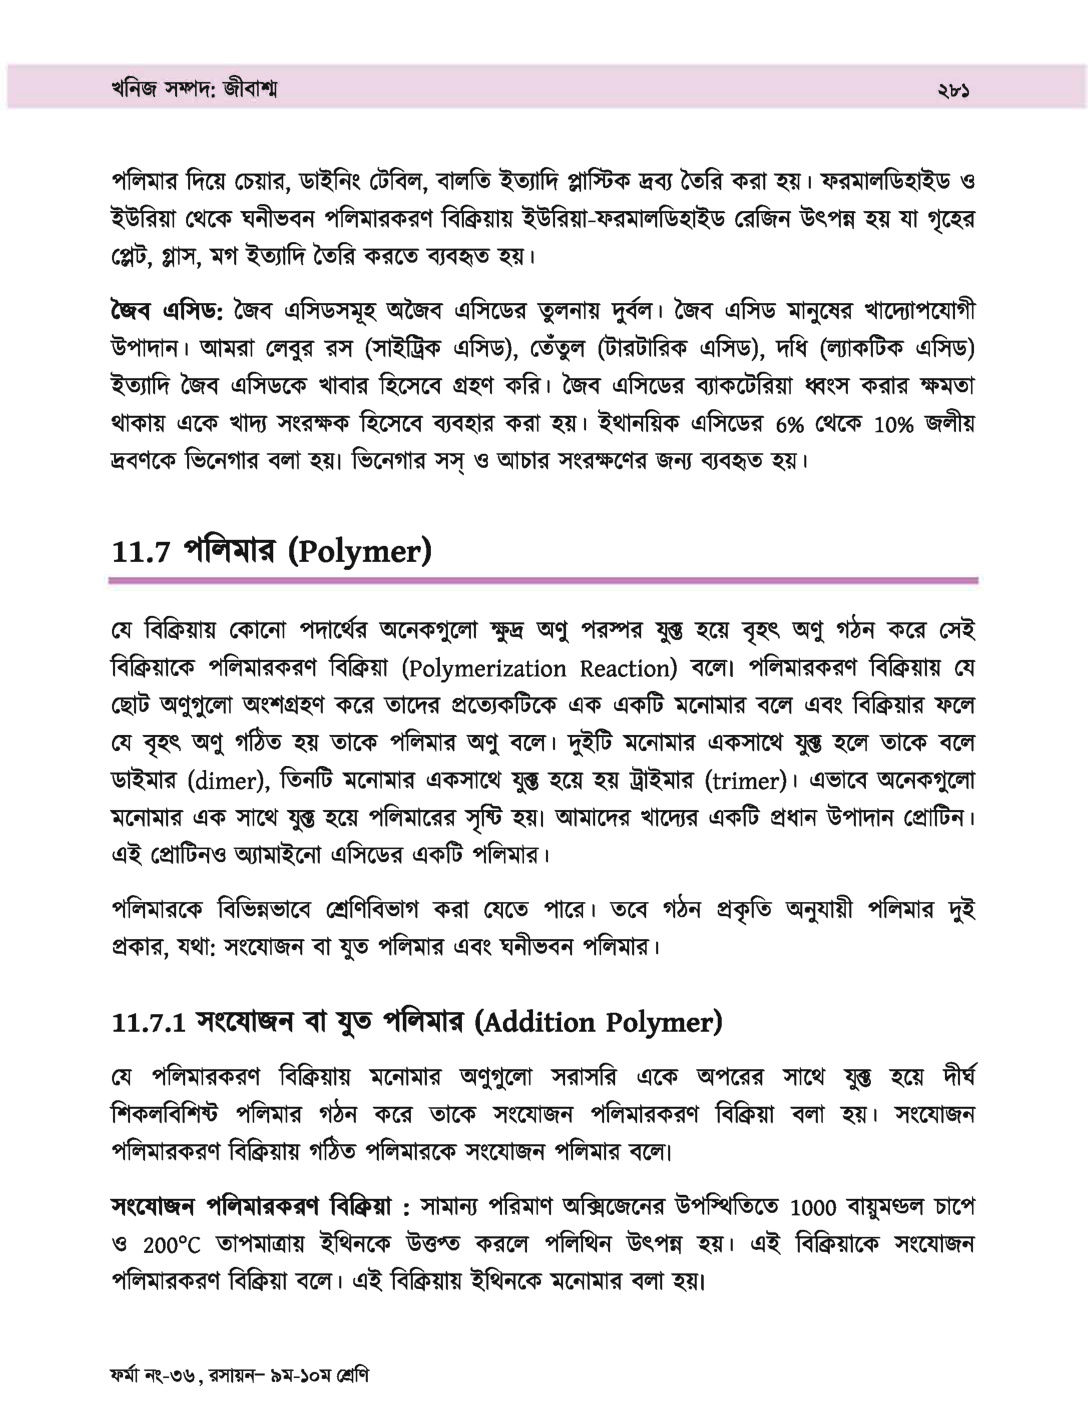 খনিজ সম্পদ: জীবাশ্ম ২৮১
পলিমার দিয়ে চেয়ার, ডাইনিং টেবিল, বালতি ইত্যাদি প্লাস্টিক দ্রব্য তৈরি করা হয়। ফরমালডিহাইড ও
ইউরিয়া থেকে ঘনীভবন পলিমারকরণ বিক্রিয়ায় ইউরিয়া-ফরমালডিহাইড রেজিন উৎপন্ন হয় যা গৃহের
প্লেট, গ্লাস, মগ ইত্যাদি তৈরি করতে ব্যবহৃত হয়।
জৈব এসিড: জৈব এসিডসমূহ অজৈব এসিডের তুলনায় দুর্বল। জৈব এসিড মানুষের খাদ্যোপযোগী
উপাদান। আমরা লেবুর রস (সাইট্রিক এসিড), তেঁতুল (টারটারিক এসিড), দধি (ল্যাকটিক এসিড)
ইত্যাদি জৈব এসিডকে খাবার হিসেবে গ্রহণ করি। জৈব এসিডের ব্যাকটেরিয়া ধ্বংস করার ক্ষমতা
থাকায় একে খাদ্য সংরক্ষক হিসেবে ব্যবহার করা হয়। ইথানয়িক এসিডের 6% থেকে 10% জলীয়
দ্রবণকে ভিনেগার বলা হয়। ভিনেগার সস্ ও আচার সংরক্ষণের জন্য ব্যবহৃত হয়।
11.7 পলিমার (Polymer)
যে বিক্রিয়ায় কোনো পদার্থের অনেকগুলো ক্ষুদ্র অণু পরস্পর যুক্ত হয়ে বৃহৎ অণু গঠন করে সেই
বিক্রিয়াকে পলিমারকরণ বিক্রিয়া (Polymerization Reaction) বলে। পলিমারকরণ বিক্রিয়ায় যে
ছোট অণুগুলো অংশগ্রহণ করে তাদের প্রত্যেকটিকে এক একটি মনোমার বলে এবং বিক্রিয়ার ফলে
যে বৃহৎ অণু গঠিত হয় তাকে পলিমার অণু বলে। দুইটি মনোমার একসাথে যুক্ত হলে তাকে বলে
ডাইমার (dimer), তিনটি মনোমার একসাথে যুক্ত হয়ে হয় ট্রাইমার (trimer)। এভাবে অনেকগুলো
মনোমার এক সাথে যুক্ত হয়ে পলিমারের সৃষ্টি হয়। আমাদের খাদ্যের একটি প্রধান উপাদান প্রোটিন।
এই প্রোটিনও অ্যামাইনো এসিডের একটি পলিমার।
পলিমারকে বিভিন্নভাবে শ্রেণিবিভাগ করা যেতে পারে। তবে গঠন প্রকৃতি অনুযায়ী পলিমার দুই
প্রকার, যথা: সংযোজন বা যুত পলিমার এবং ঘনীভবন পলিমার।
11.7.1 সংযোজন বা যুত পলিমার (Addition Polymer)
যে পলিমারকরণ বিক্রিয়ায় মনোমার অণুগুলো সরাসরি একে অপরের সাথে যুক্ত হয়ে দীর্ঘ
শিকলবিশিষ্ট পলিমার গঠন করে তাকে সংযোজন পলিমারকরণ বিক্রিয়া বলা হয়। সংযোজন
পলিমারকরণ বিক্রিয়ায় গঠিত পলিমারকে সংযোজন পলিমার বলে।
সংযোজন পলিমারকরণ বিক্রিয়া : সামান্য পরিমাণ অক্সিজেনের উপস্থিতিতে 1000 বায়ুমণ্ডল চাপে
ও 200°C তাপমাত্রায় ইথিনকে উত্তপ্ত করলে পলিথিন উৎপন্ন হয়। এই বিক্রিয়াকে সংযোজন
পলিমারকরণ বিক্রিয়া বলে। এই বিক্রিয়ায় ইথিনকে মনোমার বলা হয়।
ফর্মা নং-৩৬, রসায়ন– ৯ম-১০ম শ্রেণি